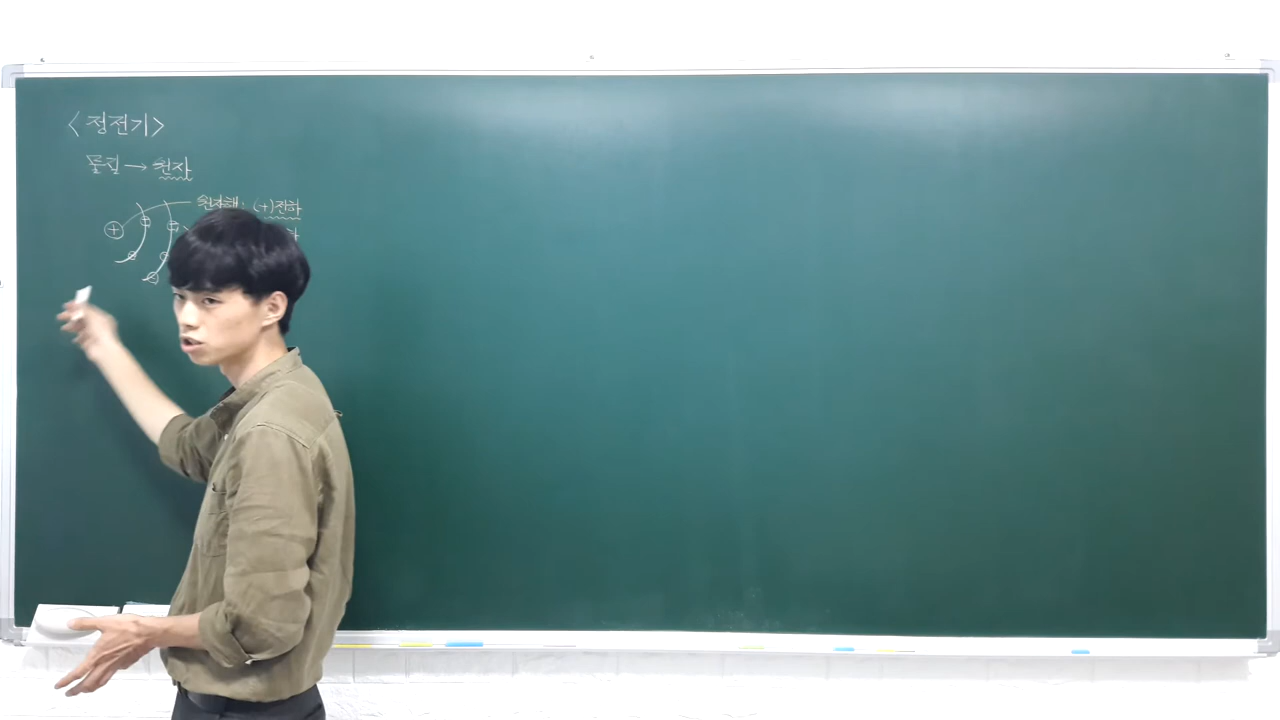 <정전기>
물질 → 원자
원자핵: (+)전하
+